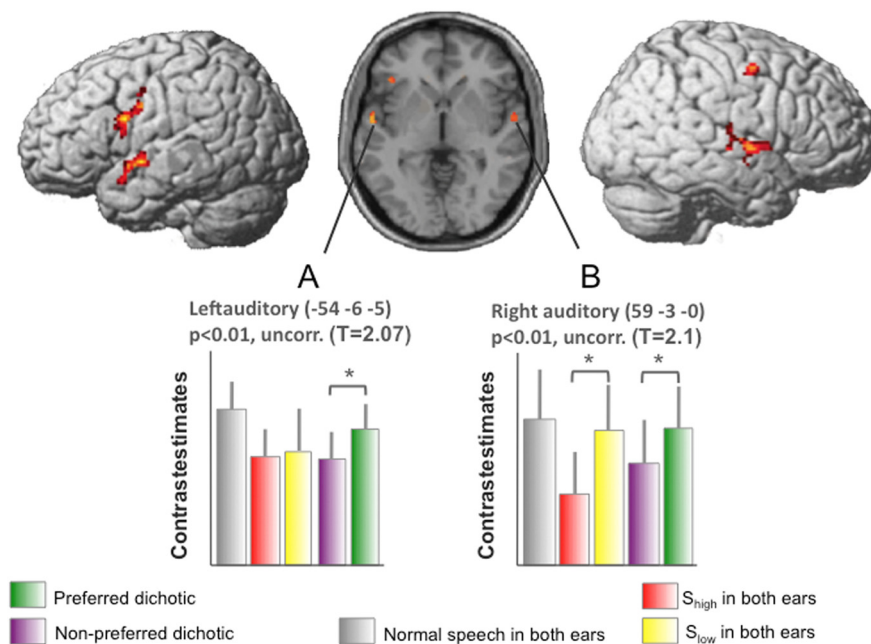 A
B
Leftauditory (-54 -6 -5)
p<0.01, uncorr. (T=2.07)
Right auditory (59 -3 -0)
p<0.01, uncorr. (T=2.1)
*
*
*
Contrastestimates
Contrastestimates
Preferred dichotic
Non-preferred dichotic
Normal speech in both ears
Shigh in both ears
Slow in both ears